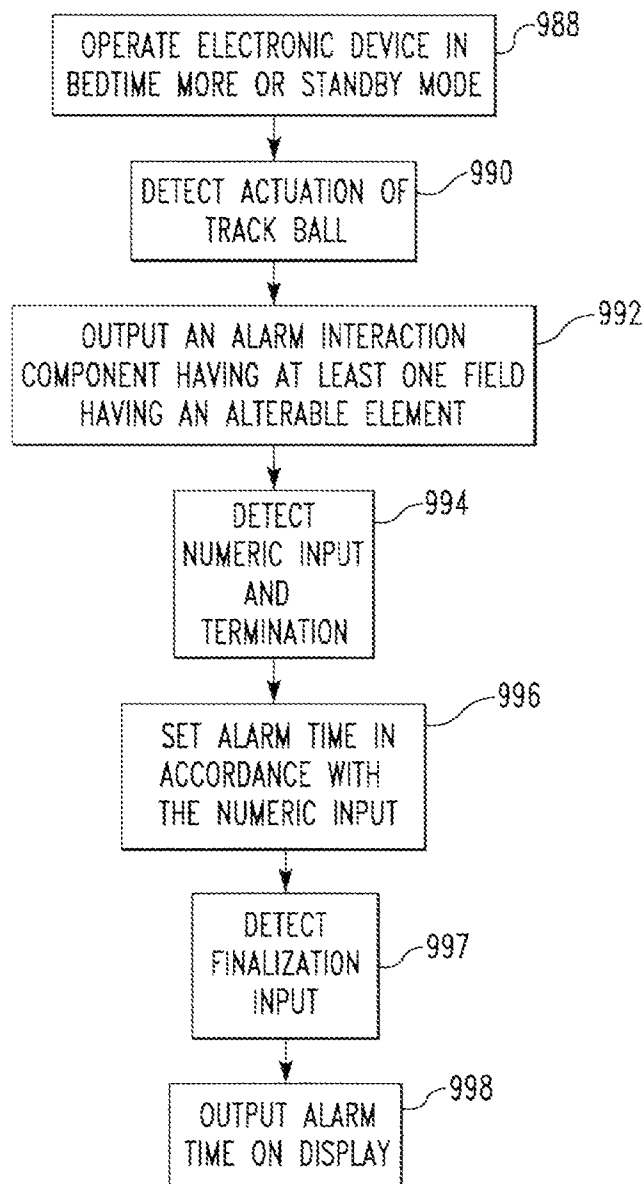 988
OPERATE ELECTRONIC DEVICE IN
BEDTIME MORE OR STANDBY MODE
990
DETECT ACTUATION OF
TRACK BALL
992
OUTPUT AN ALARM INTERACTION
COMPONENT HAVING AT LEAST ONE FIELD
HAVING AN ALTERABLE ELEMENT
994
DETECT
NUMERIC INPUT
AND
TERMINATION
996
SET ALARM TIME IN
ACCORDANCE WITH
THE NUMERIC INPUT
997
DETECT
FINALIZATION
INPUT
998
OUTPUT ALARM
TIME ON DISPLAY